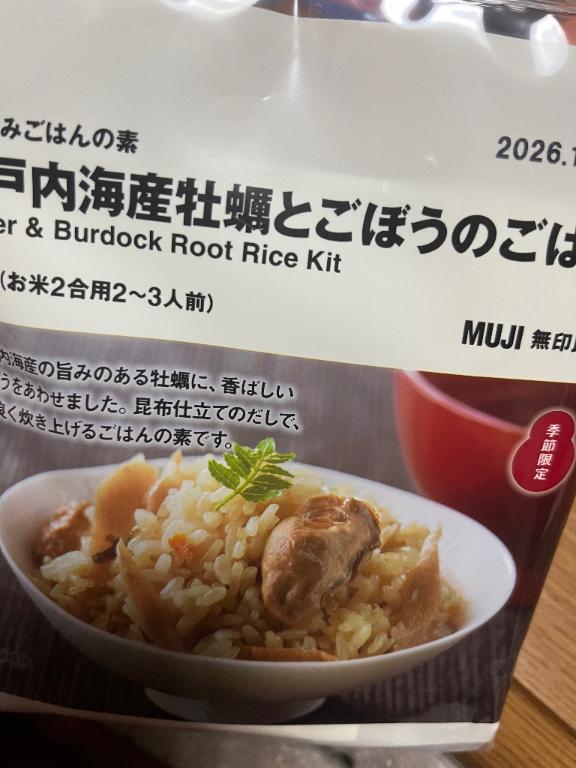 みごはんの素
2026.1
戸内海産牡蠣とごぼうのごは
er & Burdock Root Rice Kit
(お米2合用2〜3人前)
MUJI 無印
内海産の旨みのある牡蠣に、香ばしい
うをあわせました。昆布仕立てのだしで、
良く炊き上げるごはんの素です。
季節限定